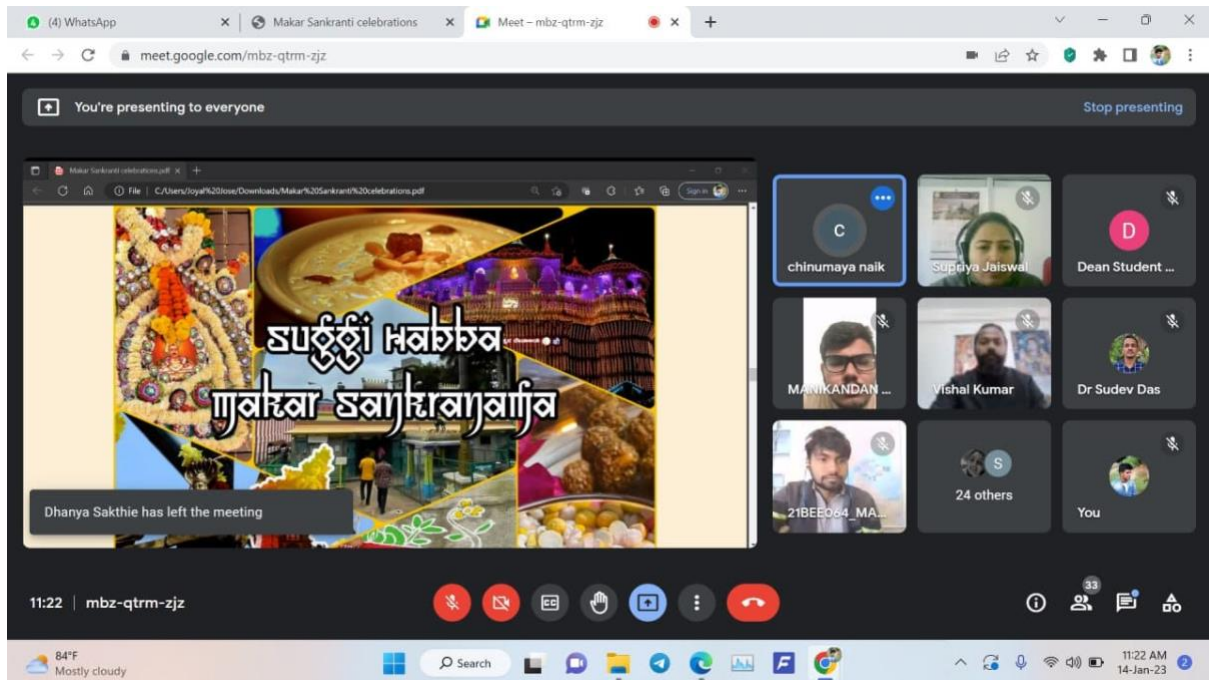 (4) WhatsApp
Makar Sankranti celebrations
Meet – mbz-qtrm-zjz
meet.google.com/mbz-qtrm-zjz
You're presenting to everyone
Stop presenting
Makar Sankranti celebrations.pdf
File | C:/Users/Joyal%20Jose/Downloads/Makar%20Sankranti%20celebrations.pdf
Sign in
suggi Habba
makar sankranama
Dhanya Sakthie has left the meeting
C
chinumaya naik
Supriya Jaiswal
D
Dean Student ...
MANIKANDAN ...
Vishal Kumar
Dr Sudev Das
21BEE064_MA...
S
24 others
You
11:22 | mbz-qtrm-zjz
CC
33
84°F
Mostly cloudy
Search
11:22 AM
14-Jan-23
2